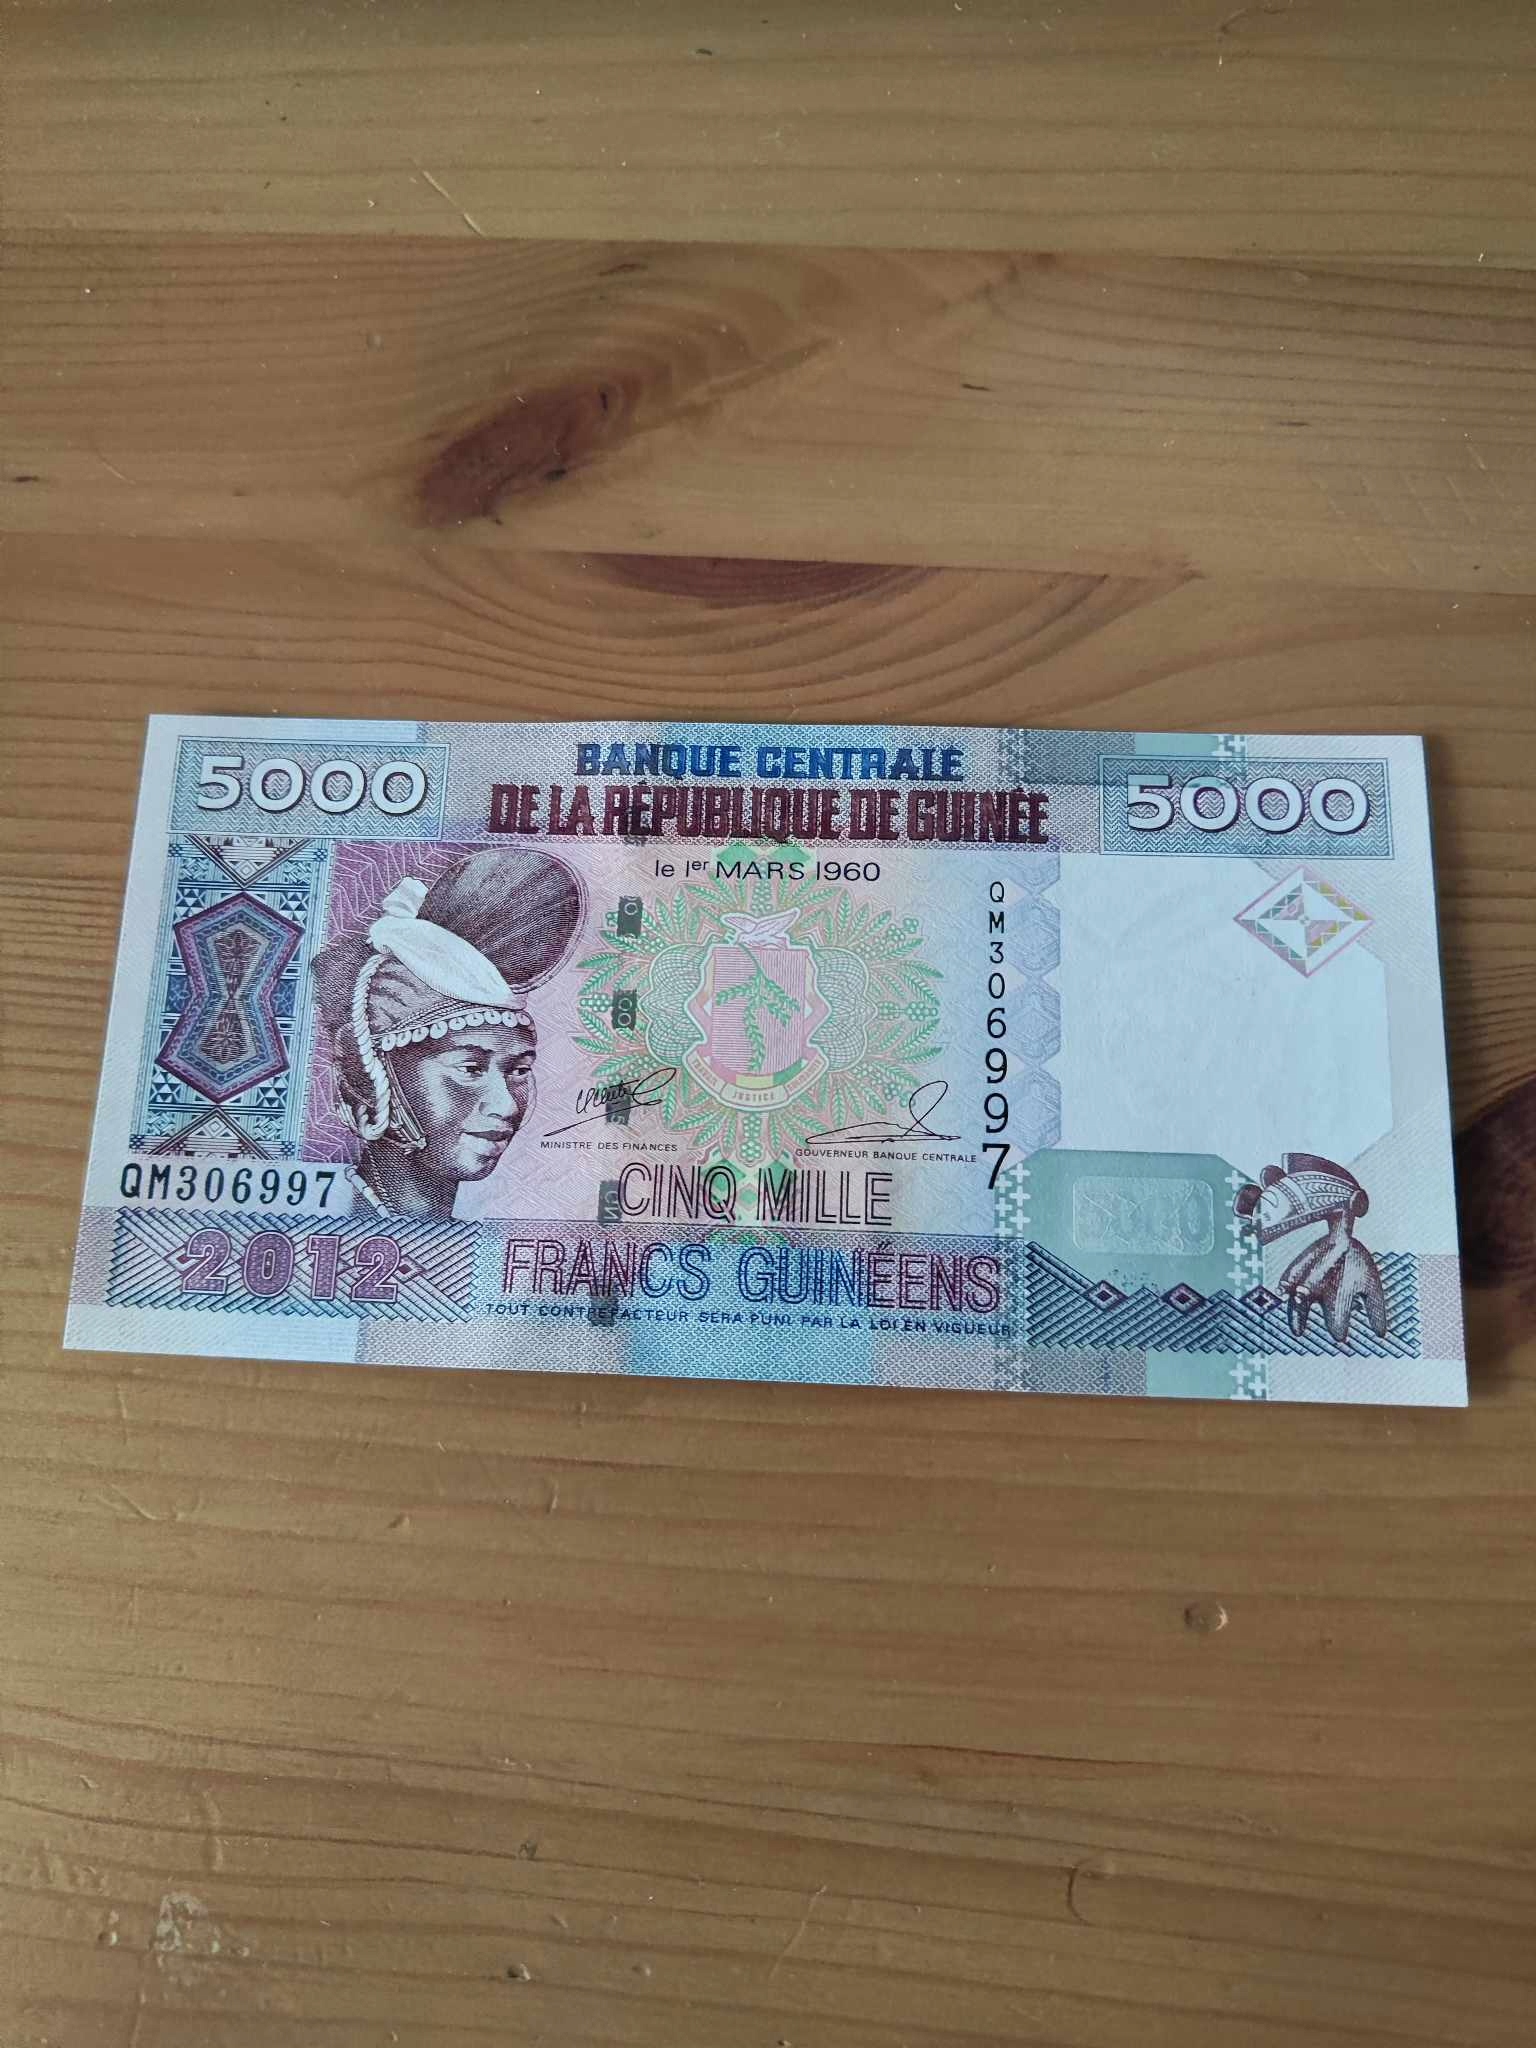 5000
BANQUE CENTRALE
DE LA RÉPUBLIQUE DE GUINÉE
5000
le 1er MARS 1960
QM306997
JUSTICE
MINISTRE DES FINANCES
GOUVERNEUR BANQUE CENTRALE
QM306997
CINQ MILLE
2012
FRANCS GUINÉENS
TOUT CONTREFACTEUR SERA PUNI PAR LA LOI EN VIGUEUR